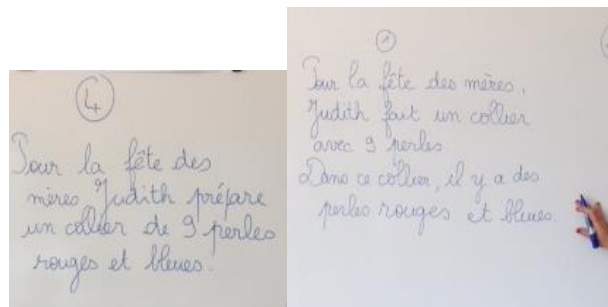 4
Pour la fête des
mères Judith prépare
un collier de 9 perles
rouges et bleues.
1
Pour la fête des mères,
Judith fait un collier
avec 9 perles
Dans ce collier, il y a des
perles rouges et bleues.